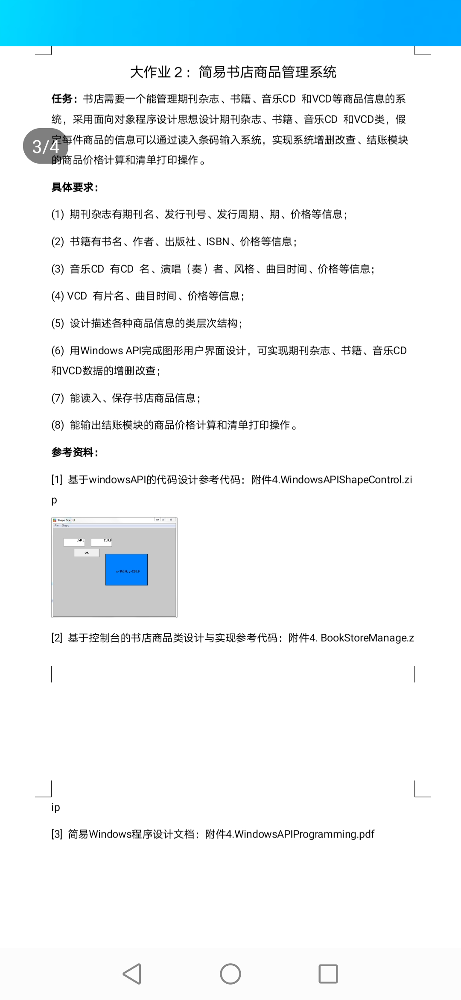 大作业 2：简易书店商品管理系统
任务：书店需要一个能管理期刊杂志、书籍、音乐CD 和VCD等商品信息的系
统，采用面向对象程序设计思想设计期刊杂志、书籍、音乐CD 和VCD类，假
定每件商品的信息可以通过读入条码输入系统，实现系统增删改查、结账模块
3/4
的商品价格计算和清单打印操作。
具体要求：
(1) 期刊杂志有期刊名、发行刊号、发行周期、期、价格等信息；
(2) 书籍有书名、作者、出版社、ISBN、价格等信息；
(3) 音乐CD 有CD 名、演唱（奏）者、风格、曲目时间、价格等信息；
(4) VCD 有片名、曲目时间、价格等信息；
(5) 设计描述各种商品信息的类层次结构；
(6) 用Windows API完成图形用户界面设计，可实现期刊杂志、书籍、音乐CD
和VCD数据的增删改查；
(7) 能读入、保存书店商品信息；
(8) 能输出结账模块的商品价格计算和清单打印操作。
参考资料：
[1] 基于windowsAPI的代码设计参考代码：附件4.WindowsAPIShapeControl.zi
p
Shape Control
File Shape
350.0 200.0
OK
x=350.0, y=200.0
[2] 基于控制台的书店商品类设计与实现参考代码：附件4. BookStoreManage.z
ip
[3] 简易Windows程序设计文档：附件4.WindowsAPIProgramming.pdf